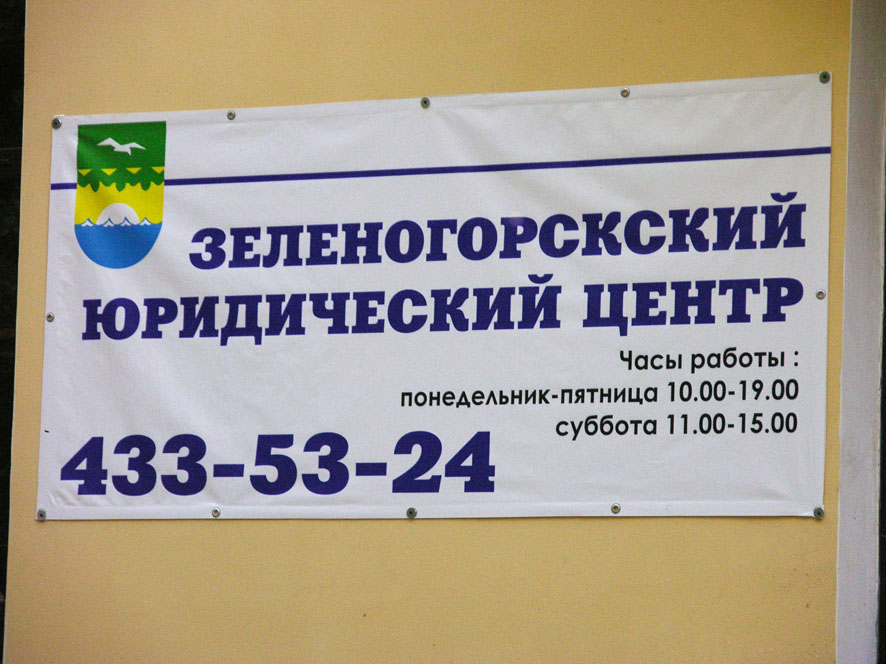 ЗЕЛЕНОГОРСКСКИЙ
ЮРИДИЧЕСКИЙ ЦЕНТР
Часы работы :
понедельник-пятница 10.00-19.00
суббота 11.00-15.00
433-53-24